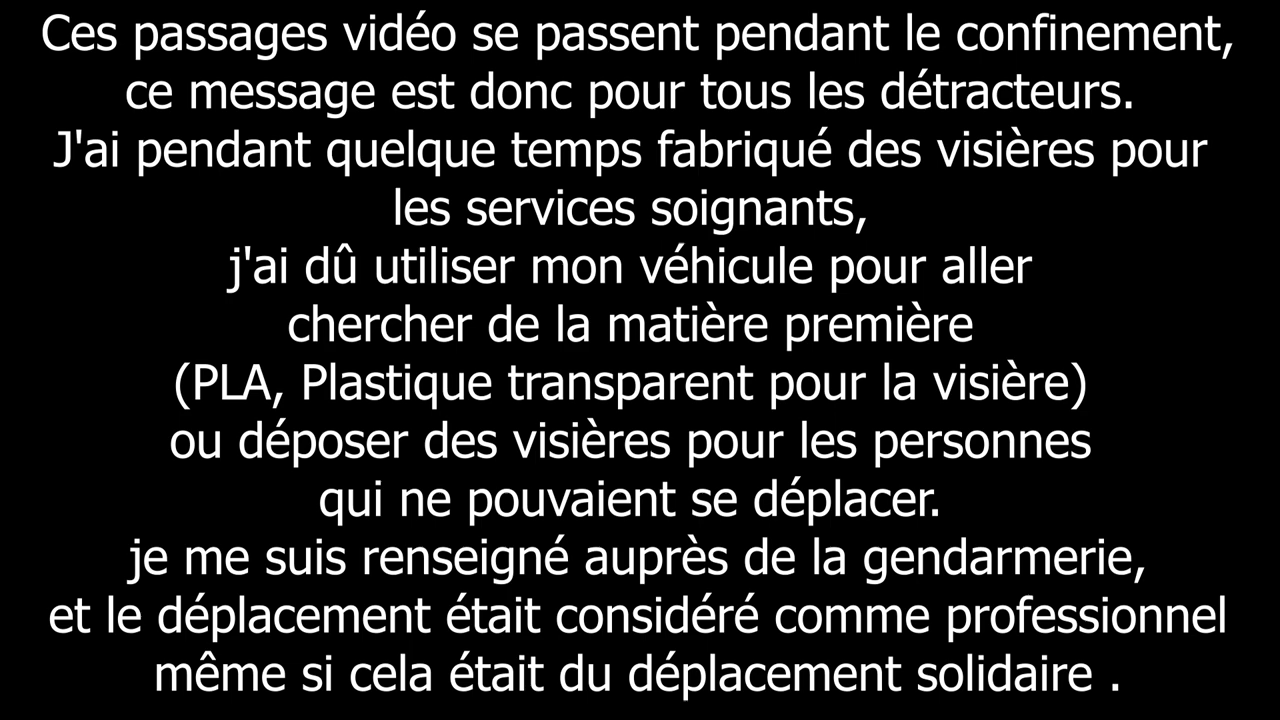 Ces passages vidéo se passent pendant le confinement,
ce message est donc pour tous les détracteurs.
J'ai pendant quelque temps fabriqué des visières pour
les services soignants,
j'ai dû utiliser mon véhicule pour aller
chercher de la matière première
(PLA, Plastique transparent pour la visière)
ou déposer des visières pour les personnes
qui ne pouvaient se déplacer.
je me suis renseigné auprès de la gendarmerie,
et le déplacement était considéré comme professionnel
même si cela était du déplacement solidaire .